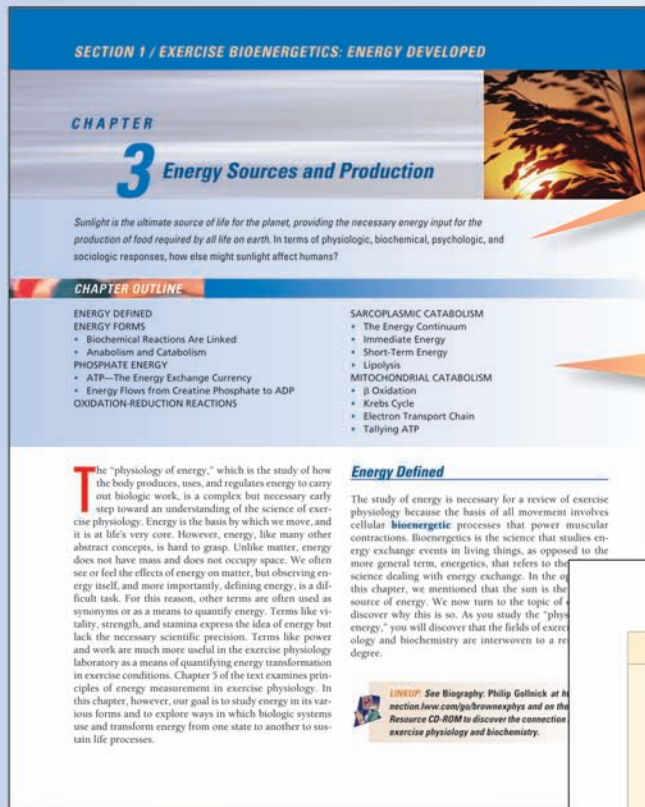 SECTION 1 / EXERCISE BIOENERGETICS: ENERGY DEVELOPED
CHAPTER
3 Energy Sources and Production
Sunlight is the ultimate source of life for the planet, providing the necessary energy input for the
production of food required by all life on earth. In terms of physiologic, biochemical, psychologic, and
sociologic responses, how else might sunlight affect humans?
CHAPTER OUTLINE
ENERGY DEFINED
ENERGY FORMS
• Biochemical Reactions Are Linked
• Anabolism and Catabolism
PHOSPHATE ENERGY
• ATP—The Energy Exchange Currency
• Energy Flows from Creatine Phosphate to ADP
OXIDATION-REDUCTION REACTIONS
SARCOPLASMIC CATABOLISM
• The Energy Continuum
• Immediate Energy
• Short-Term Energy
• Lipolysis
MITOCHONDRIAL CATABOLISM
• β Oxidation
• Krebs Cycle
• Electron Transport Chain
• Tallying ATP
The "physiology of energy," which is the study of how
the body produces, uses, and regulates energy to carry
out biologic work, is a complex but necessary early
step toward an understanding of the science of exer-
cise physiology. Energy is the basis by which we move, and
it is at life's very core. However, energy, like many other
abstract concepts, is hard to grasp. Unlike matter, energy
does not have mass and does not occupy space. We often
see or feel the effects of energy on matter, but observing en-
ergy itself, and more importantly, defining energy, is a dif-
ficult task. For this reason, other terms are often used as
synonyms or as a means to quantify energy. Terms like vi-
tality, strength, and stamina express the idea of energy but
lack the necessary scientific precision. Terms like power
and work are much more useful in the exercise physiology
laboratory as a means of quantifying energy transformation
in exercise conditions. Chapter 5 of the text examines prin-
ciples of energy measurement in exercise physiology. In
this chapter, however, our goal is to study energy in its var-
ious forms and to explore ways in which biologic systems
use and transform energy from one state to another to sus-
tain life processes.
Energy Defined
The study of energy is necessary for a review of exercise
physiology because the basis of all movement involves
cellular bioenergetic processes that power muscular
contractions. Bioenergetics is the science that studies en-
ergy exchange events in living things, as opposed to the
more general term, energetics, that refers to the
science dealing with energy exchange. In the op
this chapter, we mentioned that the sun is the
source of energy. We now turn to the topic of
discover why this is so. As you study the "phys
energy," you will discover that the fields of exerci
ology and biochemistry are interwoven to a re
degree.
LINKUP: See Biography: Philip Gollnick at h
nection.lww.com/go/brownexphys and on the
Resource CD-ROM to discover the connection
exercise physiology and biochemistry.